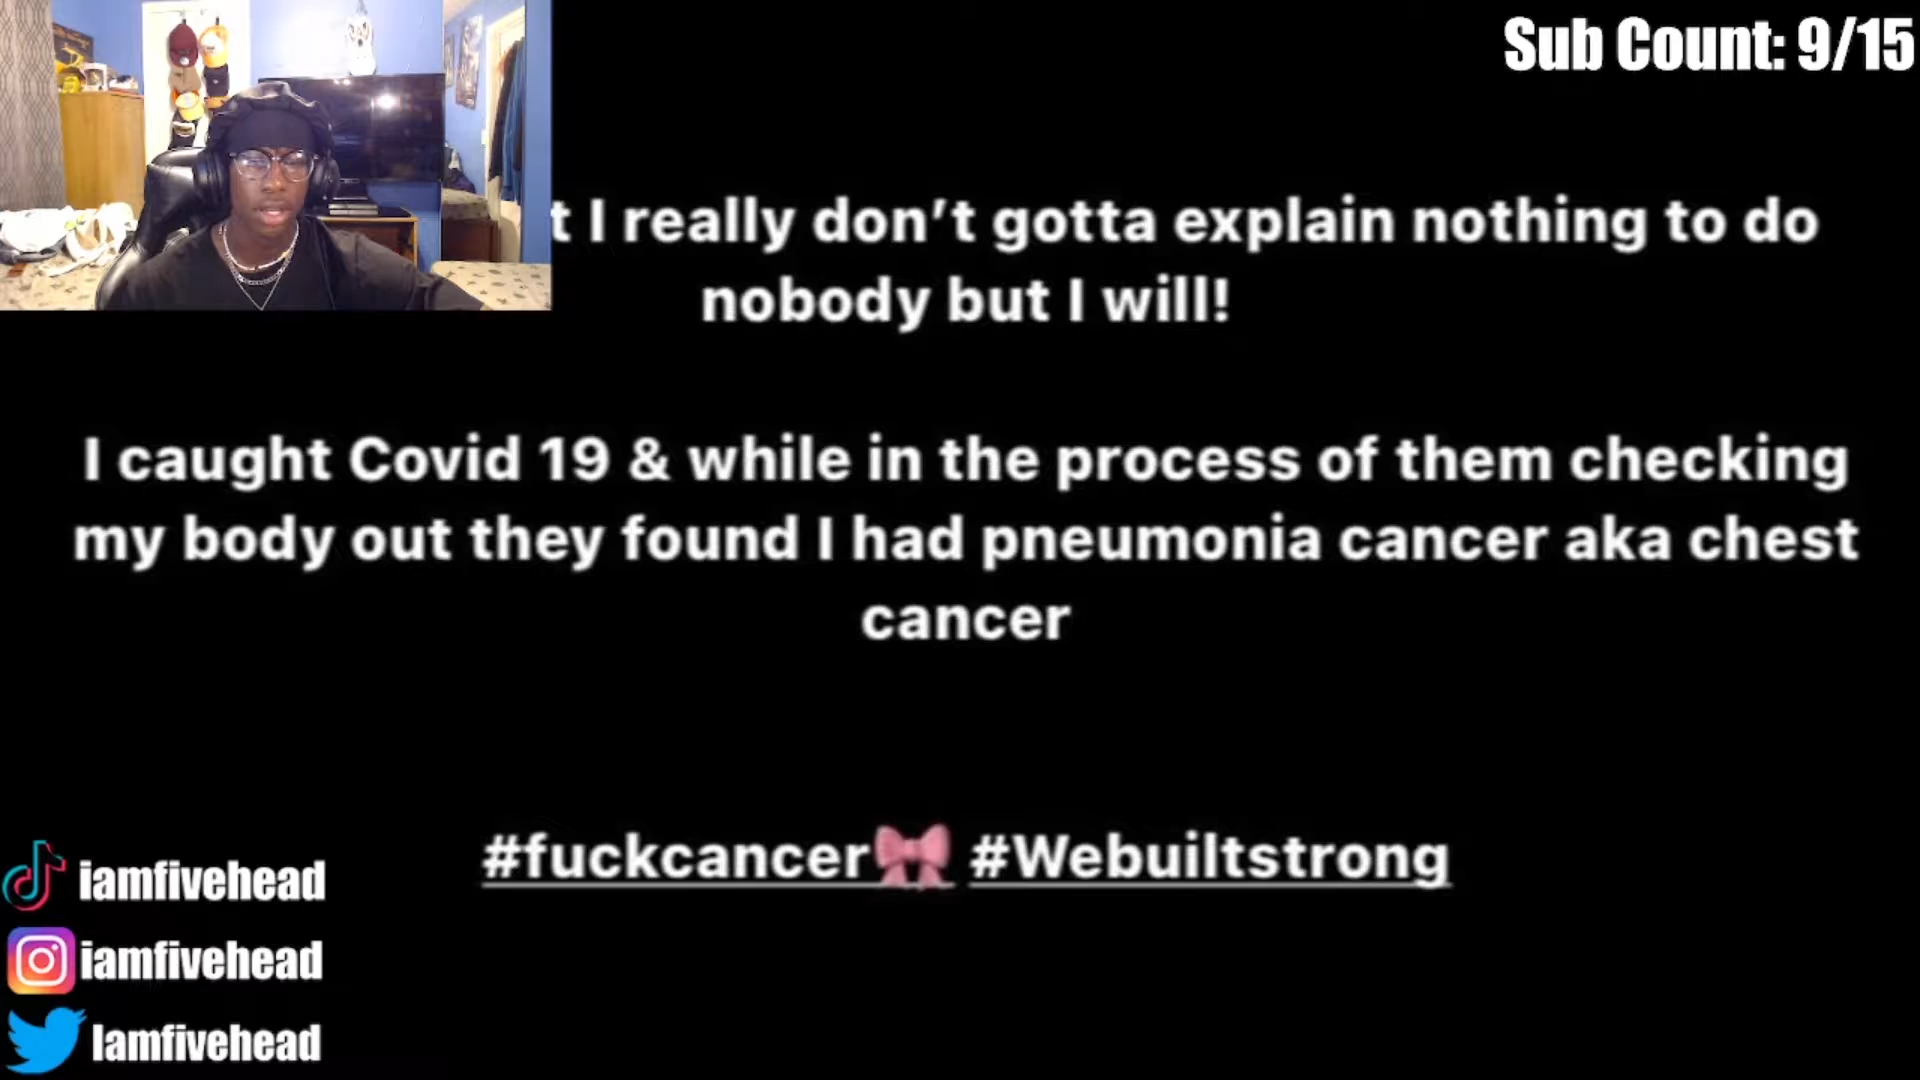 Sub Count: 9/15
I really don't gotta explain nothing to do
nobody but I will!
I caught Covid 19 & while in the process of them checking
my body out they found I had pneumonia cancer aka chest
cancer
#fuckcancer🎀 #Webuiltstrong
iamfivehead
iamfivehead
Iamfivehead